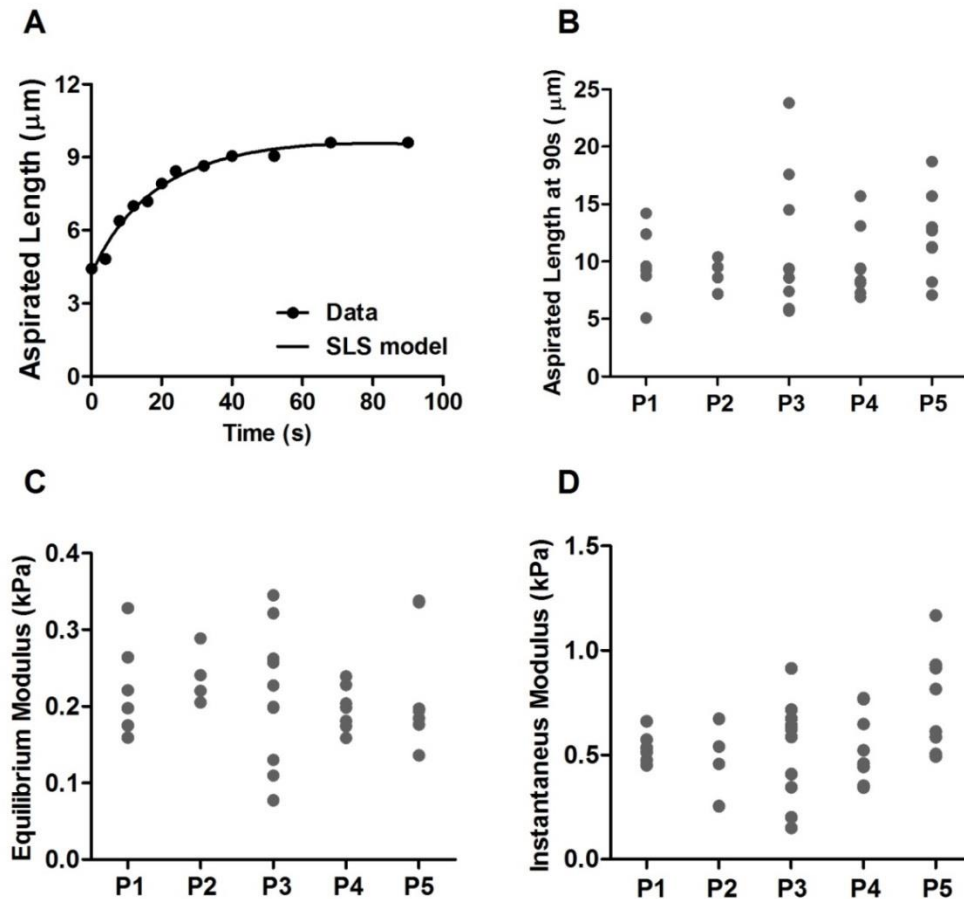 A
Aspirated Length (μm)
12
9
6
3
0
Data
SLS model
0 20 40 60 80 100
Time (s)
B
Aspirated Length at 90s ( μm)
25
20
15
10
5
0
P1 P2 P3 P4 P5
C
Equilibrium Modulus (kPa)
0.4
0.3
0.2
0.1
0.0
P1 P2 P3 P4 P5
D
Instantaneus Modulus (kPa)
1.5
1.0
0.5
0.0
P1 P2 P3 P4 P5